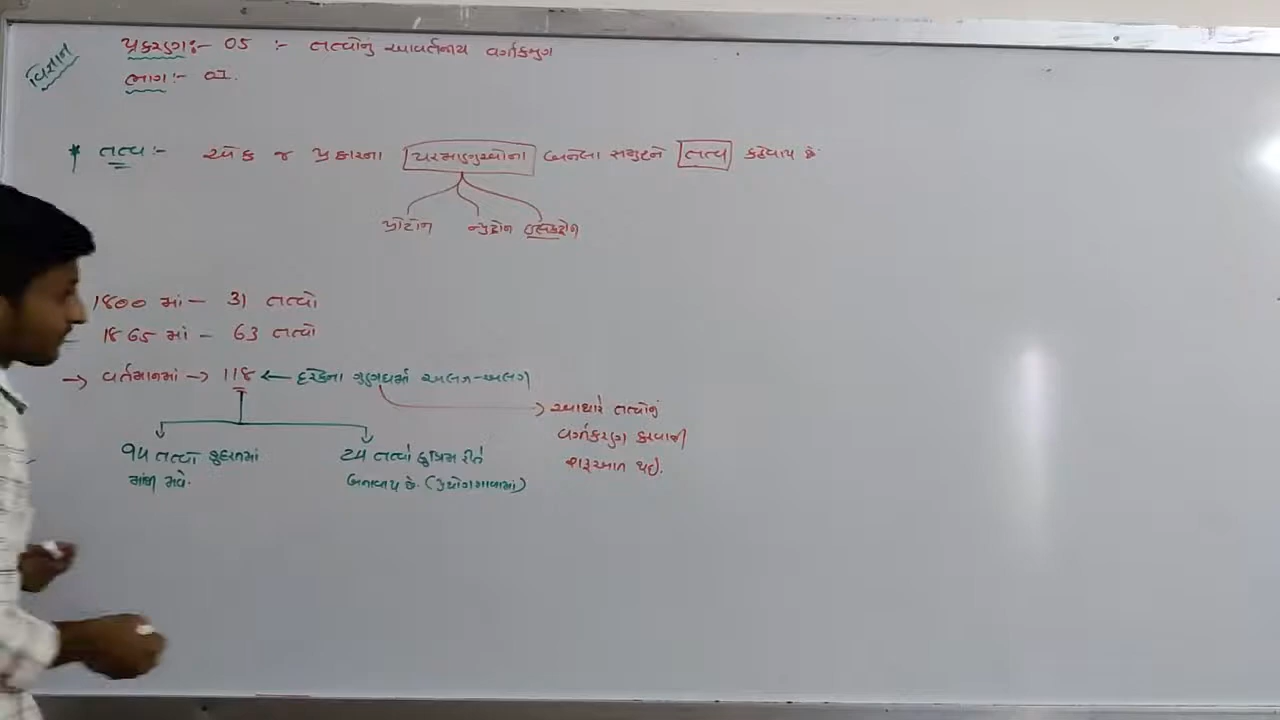 વિજ્ઞાન
પ્રકરણ:- 05 :- તત્વોનું આવર્તનીય વર્ગીકરણ
ભાગ:- 01.
* તત્વ:- એક જ પ્રકારના પરમાણુઓના બનેલા સમુહને તત્વ કહેવાય છે
પ્રોટોન ન્યુટ્રોન ઇલેક્ટ્રોન
1800 માં - 31 તત્વો
1865 માં - 63 તત્વો
→ વર્તમાનમાં → 118 ← દરેકના ગુણધર્મો અલગ-અલગ
→ આધારે તત્વોનું
વર્ગીકરણ કરવાની
શરૂઆત થઇ.
94 તત્વો કુદરતમાં
માંથી મળે.
24 તત્વો કૃત્રિમ રીતે
બનાવાય છે. (પ્રયોગશાળામાં)